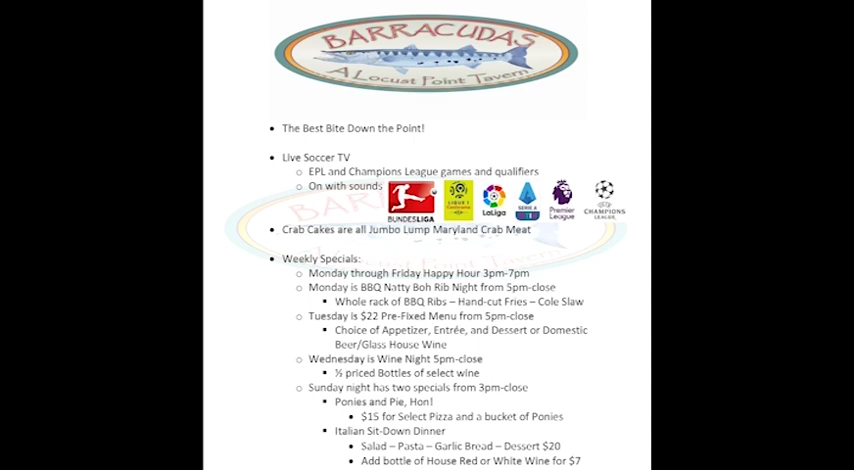 BARRACUDAS
A Locust Point Tavern
• The Best Bite Down the Point!
• Live Soccer TV
o EPL and Champions League games and qualifiers
o On with sounds
BUNDESLIGA
LIGUE 1
Conforama
LaLiga
SERIE A
TIM
Premier League
CHAMPIONS LEAGUE
• Crab Cakes are all Jumbo Lump Maryland Crab Meat
• Weekly Specials:
o Monday through Friday Happy Hour 3pm-7pm
o Monday is BBQ Natty Boh Rib Night from 5pm-close
▪ Whole rack of BBQ Ribs – Hand-cut Fries – Cole Slaw
o Tuesday is $22 Pre-Fixed Menu from 5pm-close
▪ Choice of Appetizer, Entrée, and Dessert or Domestic
Beer/Glass House Wine
o Wednesday is Wine Night 5pm-close
▪ ½ priced Bottles of select wine
o Sunday night has two specials from 3pm-close
▪ Ponies and Pie, Hon!
• $15 for Select Pizza and a bucket of Ponies
▪ Italian Sit-Down Dinner
• Salad – Pasta – Garlic Bread – Dessert $20
• Add bottle of House Red or White Wine for $7